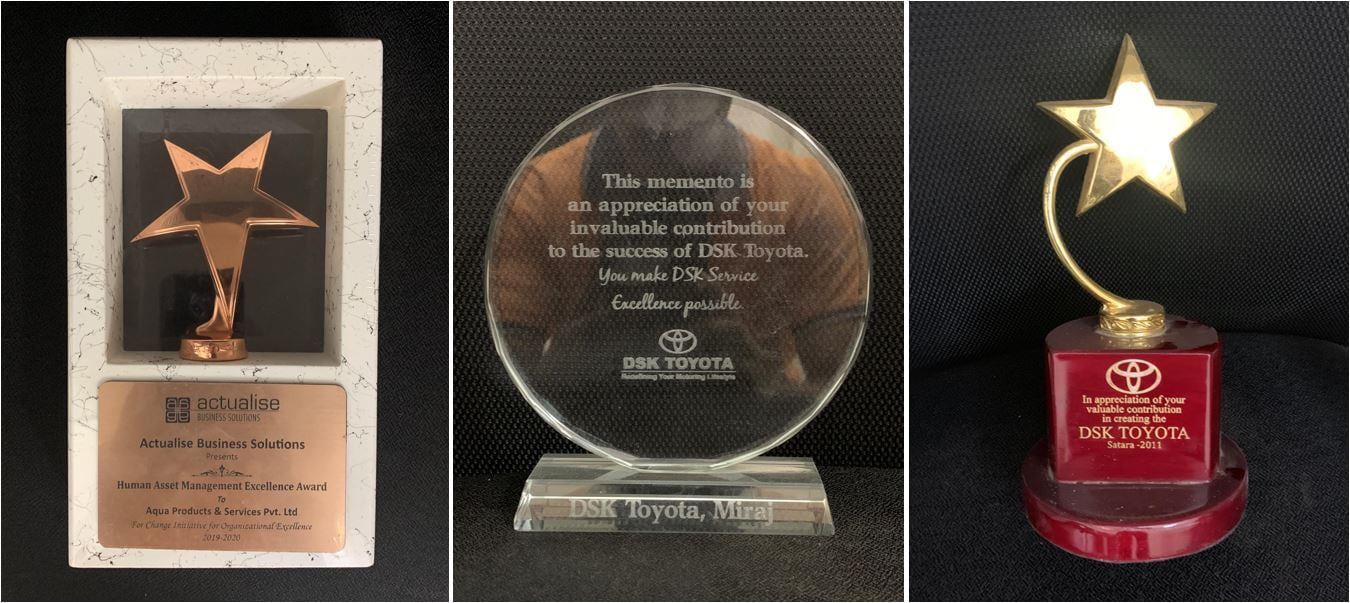 actualise
BUSINESS SOLUTIONS
Actualise Business Solutions
Presents
Human Asset Management Excellence Award
To
Aqua Products & Services Pvt. Ltd
For Change Initiative for Organizational Excellence
2019-2020
This memento is
an appreciation of your
invaluable contribution
to the success of DSK Toyota.
You make DSK Service
Excellence possible.
DSK TOYOTA
Redefining Your Motoring Lifestyle
DSK Toyota, Miraj
In appreciation of your
valuable contribution
in creating the
DSK TOYOTA
Satara -2011